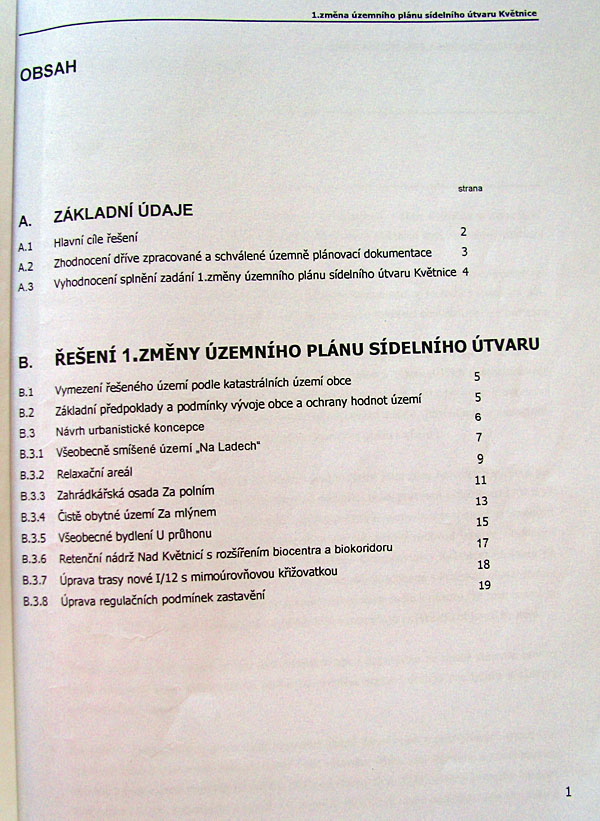 1.změna územního plánu sídelního útvaru Květnice
OBSAH
strana
A. ZÁKLADNÍ ÚDAJE
A.1 Hlavní cíle řešení 2
A.2 Zhodnocení dříve zpracované a schválené územně plánovací dokumentace 3
A.3 Vyhodnocení splnění zadání 1.změny územního plánu sídelního útvaru Květnice 4
B. ŘEŠENÍ 1.ZMĚNY ÚZEMNÍHO PLÁNU SÍDELNÍHO ÚTVARU
B.1 Vymezení řešeného území podle katastrálních území obce 5
B.2 Základní předpoklady a podmínky vývoje obce a ochrany hodnot území 5
B.3 Návrh urbanistické koncepce 6
B.3.1 Všeobecně smíšené území „Na Ladech“ 7
B.3.2 Relaxační areál 9
B.3.3 Zahrádkářská osada Za polním 11
B.3.4 Čistě obytné území Za mlýnem 13
B.3.5 Všeobecné bydlení U průhonu 15
B.3.6 Retenční nádrž Nad Květnicí s rozšířením biocentra a biokoridoru 17
B.3.7 Úprava trasy nové I/12 s mimoúrovňovou křižovatkou 18
B.3.8 Úprava regulačních podmínek zastavění 19
1